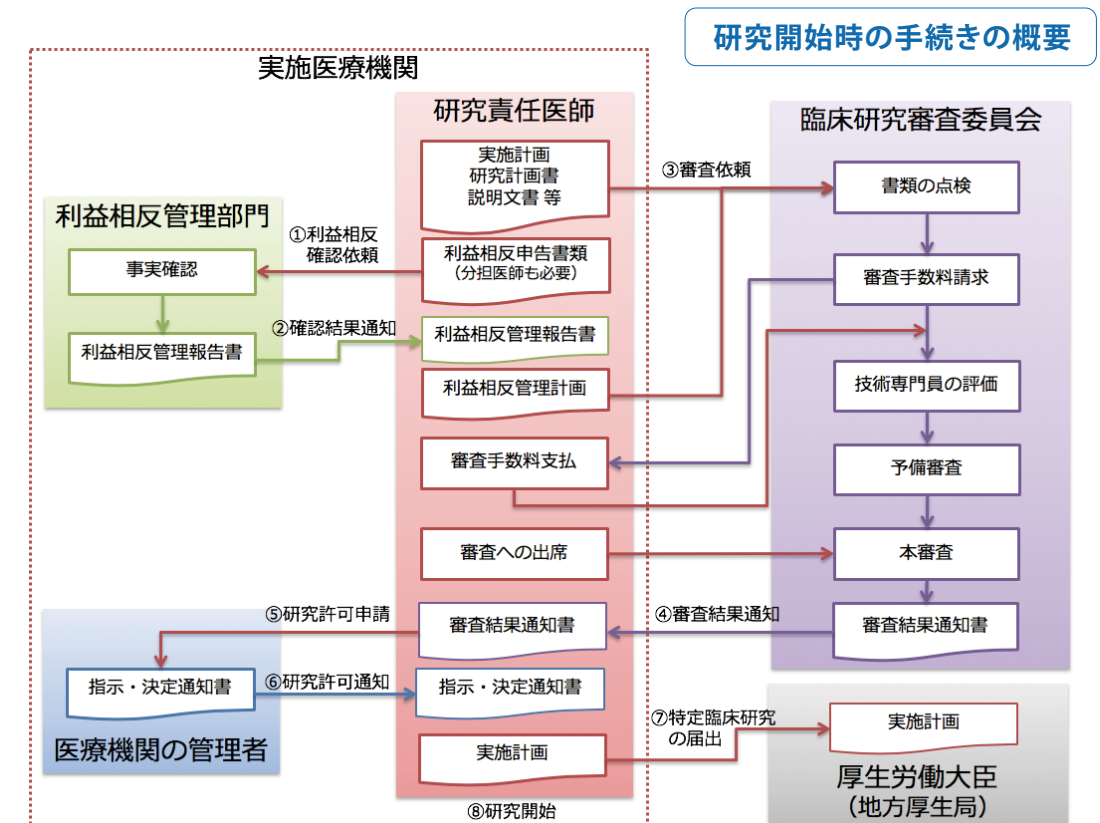 研究開始時の手続きの概要
実施医療機関
研究責任医師
臨床研究審査委員会
実施計画
研究計画書
説明文書 等
③審査依頼
書類の点検
利益相反管理部門
①利益相反
確認依頼
利益相反申告書類
(分担医師も必要)
事実確認
審査手数料請求
②確認結果通知
利益相反管理報告書
利益相反管理報告書
利益相反管理計画
技術専門員の評価
審査手数料支払
予備審査
審査への出席
本審査
⑤研究許可申請
審査結果通知書
④審査結果通知
審査結果通知書
指示・決定通知書
⑥研究許可通知
指示・決定通知書
医療機関の管理者
実施計画
⑦特定臨床研究
の届出
実施計画
厚生労働大臣
(地方厚生局)
⑧研究開始